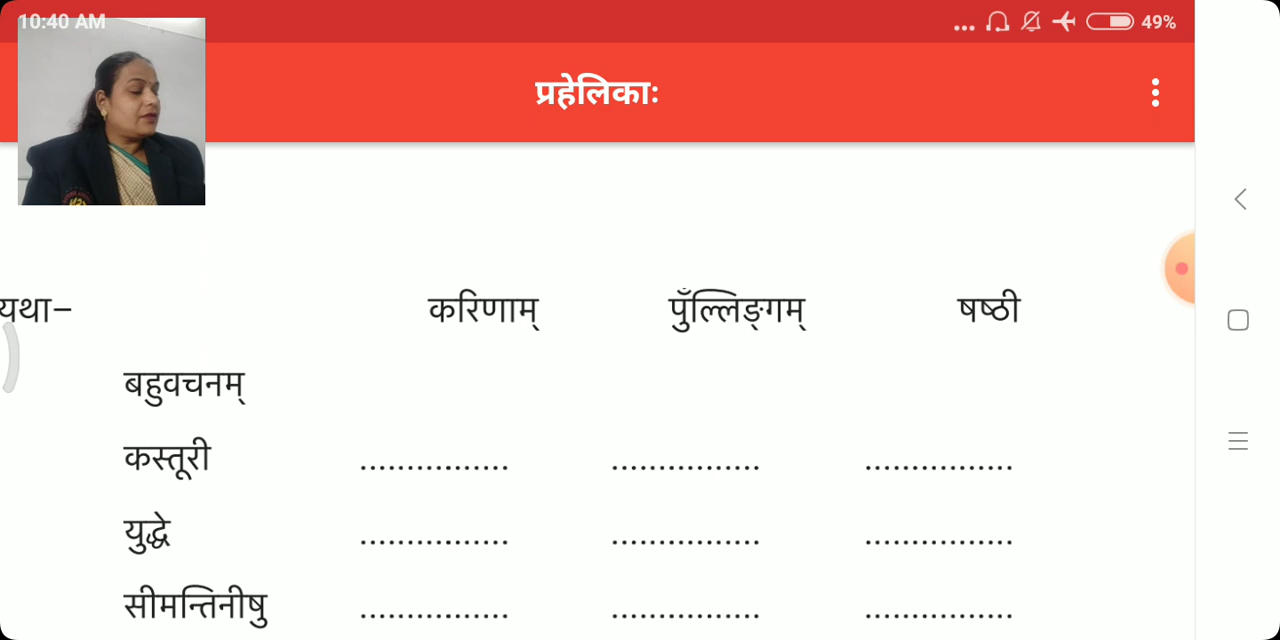 10:40 AM 49%
प्रहेलिकाः
यथा– करिणाम् पुँल्लिङ्गम् षष्ठी
बहुवचनम्
कस्तूरी ................ ................ ................
युद्धे ................ ................ ................
सीमन्तिनीषु ................ ................ ................